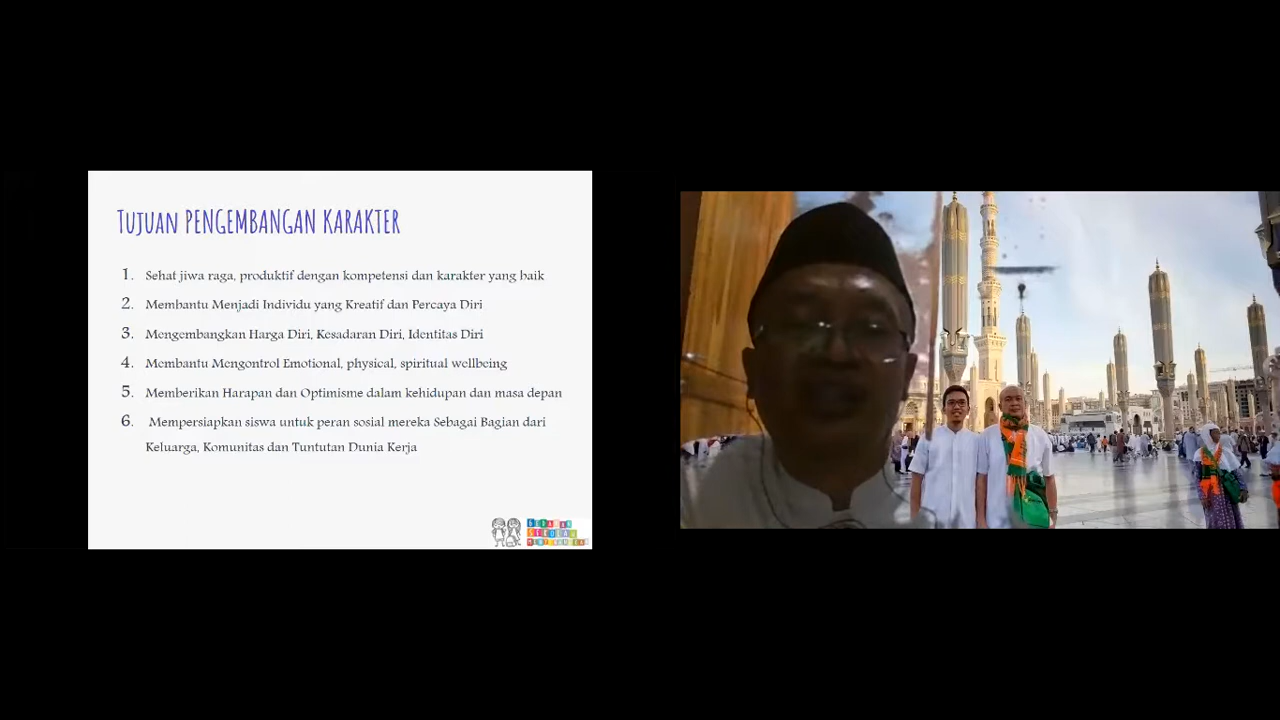 Tujuan PENGEMBANGAN KARAKTER
1. Sehat jiwa raga, produktif dengan kompetensi dan karakter yang baik
2. Membantu Menjadi Individu yang Kreatif dan Percaya Diri
3. Mengembangkan Harga Diri, Kesadaran Diri, Identitas Diri
4. Membantu Mengontrol Emotional, physical, spiritual wellbeing
5. Memberikan Harapan dan Optimisme dalam kehidupan dan masa depan
6. Mempersiapkan siswa untuk peran sosial mereka Sebagai Bagian dari
Keluarga, Komunitas dan Tuntutan Dunia Kerja
SEKOLAH